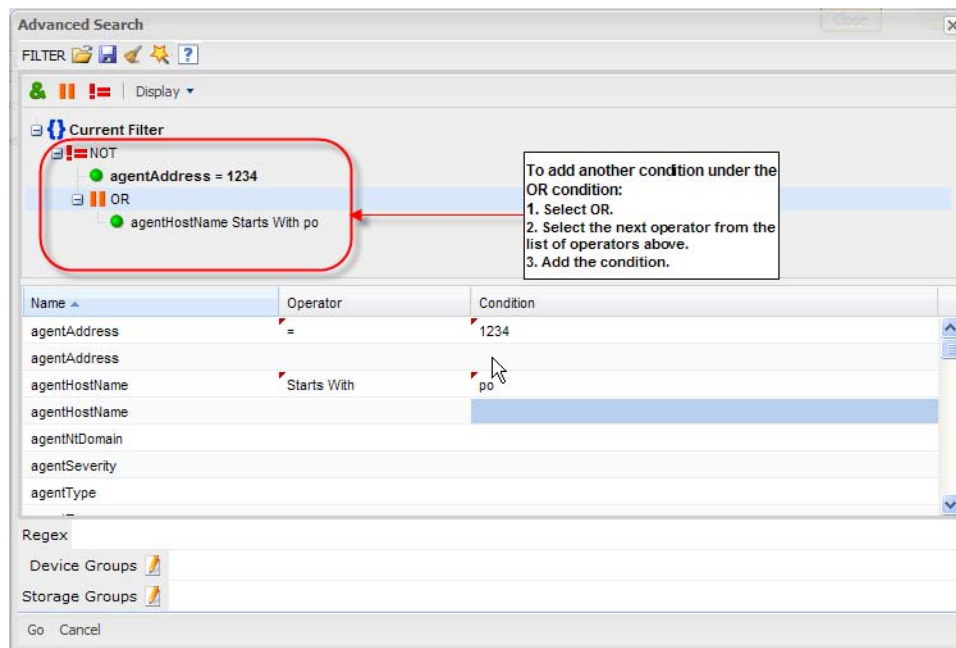 Advanced Search
Close
FILTER
Display
{} Current Filter
!= NOT
agentAddress = 1234
OR
agentHostName Starts With po
To add another condition under the
OR condition:
1. Select OR.
2. Select the next operator from the
list of operators above.
3. Add the condition.
Name Operator Condition
agentAddress = 1234
agentAddress
agentHostName Starts With po
agentHostName
agentNtDomain
agentSeverity
agentType
Regex
Device Groups
Storage Groups
Go Cancel